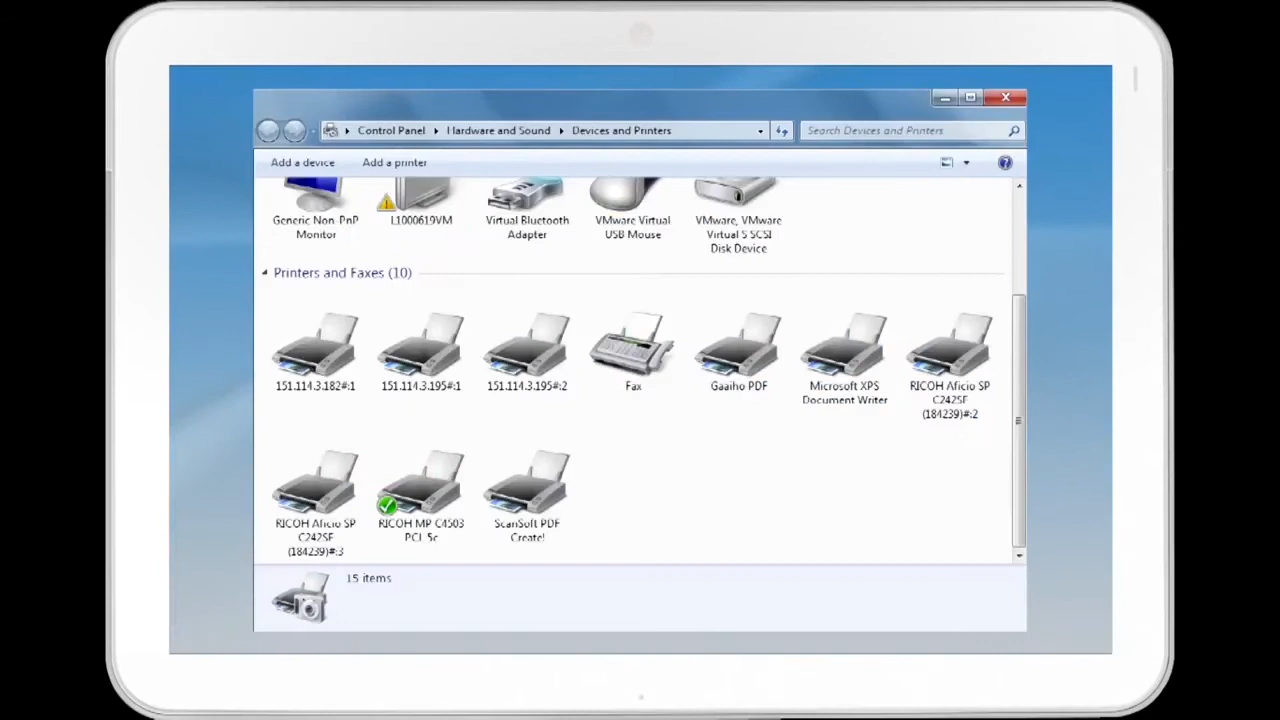 Control Panel Hardware and Sound Devices and Printers Search Devices and Printers
Add a device Add a printer
Generic Non-PnP
Monitor
L1000619VM
Virtual Bluetooth
Adapter
VMware Virtual
USB Mouse
VMware, VMware
Virtual S SCSI
Disk Device
Printers and Faxes (10)
151.114.3.182#:1
151.114.3.195#:1
151.114.3.195#:2
Fax
Gaaiho PDF
Microsoft XPS
Document Writer
RICOH Aficio SP
C242SF
(184239)#:2
RICOH Aficio SP
C242SF
(184239)#:3
RICOH MP C4503
PCL 5c
ScanSoft PDF
Create!
15 items